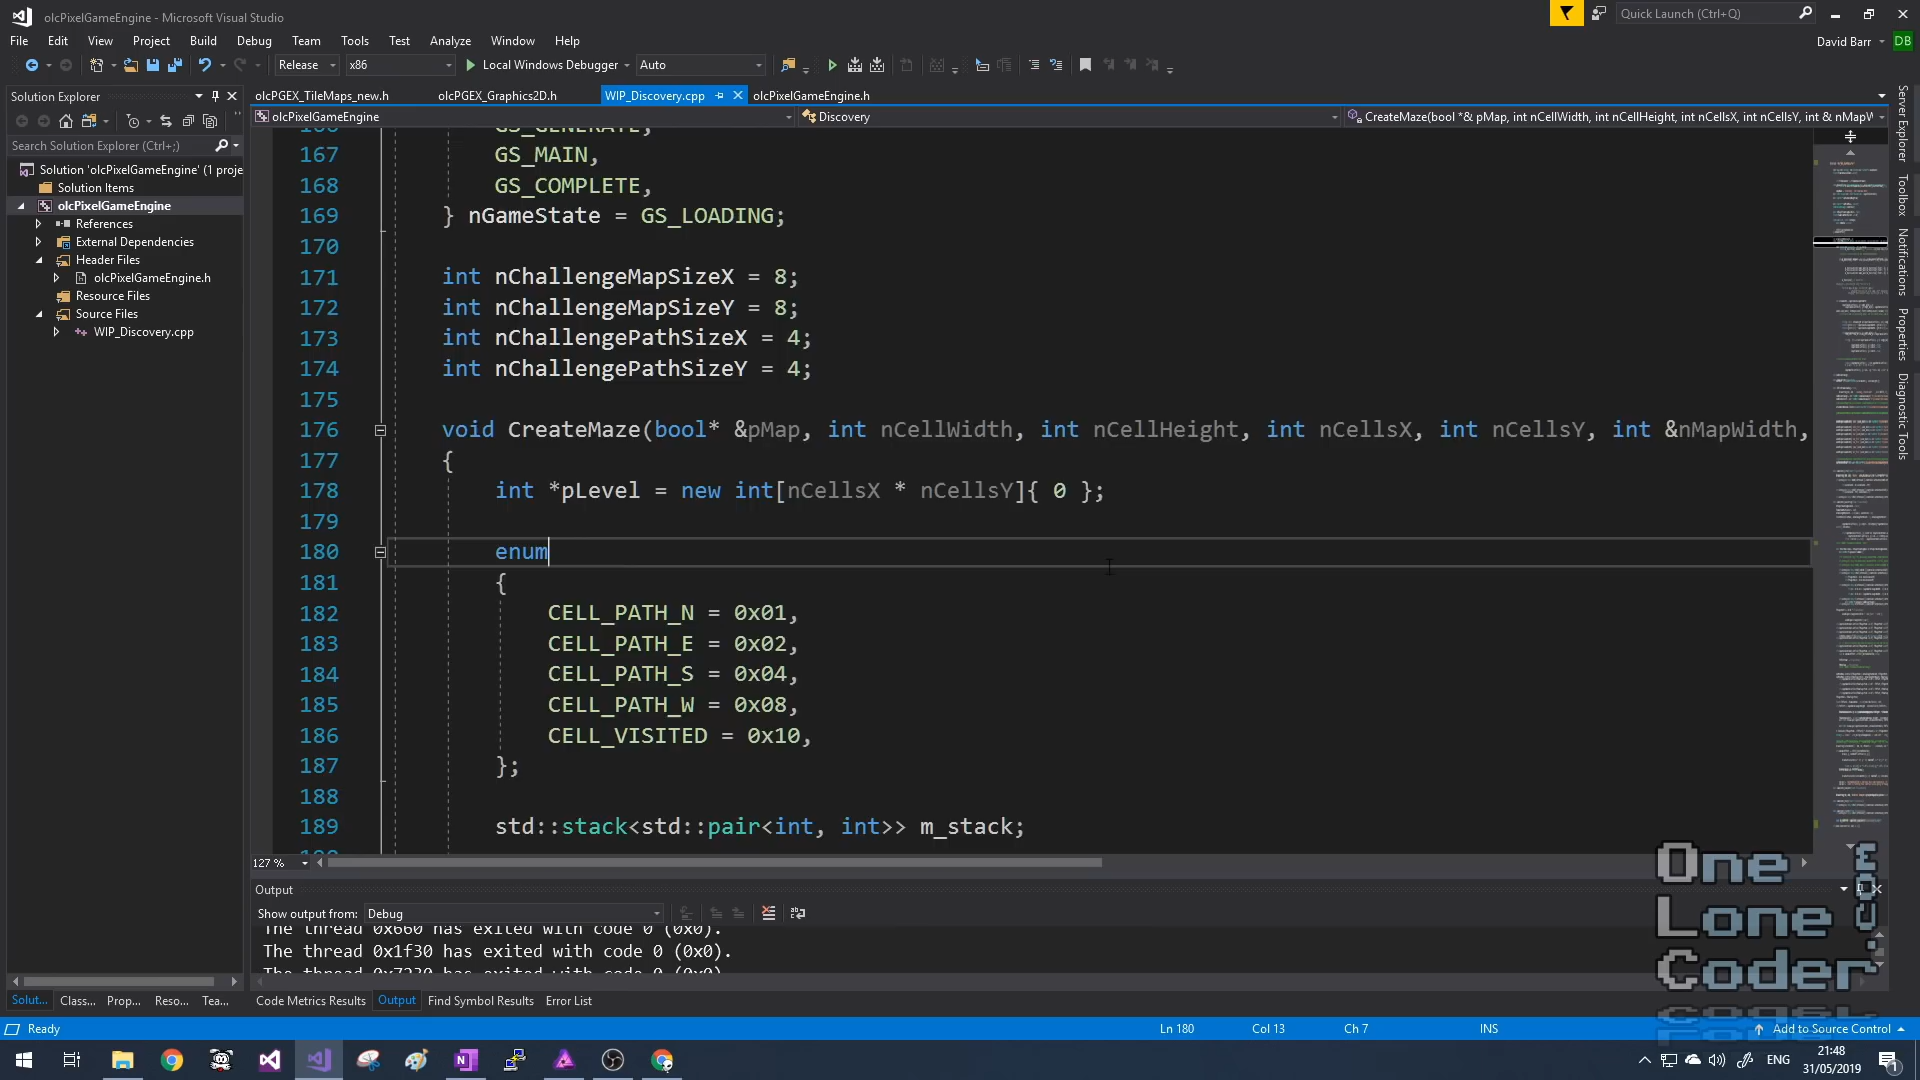 olcPixelGameEngine - Microsoft Visual Studio
Quick Launch (Ctrl+Q)
File Edit View Project Build Debug Team Tools Test Analyze Window Help
David Barr DB
Release x86 Local Windows Debugger Auto
Solution Explorer
olcPGEX_TileMaps_new.h olcPGEX_Graphics2D.h WIP_Discovery.cpp olcPixelGameEngine.h
olcPixelGameEngine Discovery CreateMaze(bool *& pMap, int nCellWidth, int nCellHeight, int nCellsX, int nCellsY, int & nMapW
Search Solution Explorer (Ctrl+;)
Solution 'olcPixelGameEngine' (1 proje
Solution Items
olcPixelGameEngine
References
External Dependencies
Header Files
olcPixelGameEngine.h
Resource Files
Source Files
WIP_Discovery.cpp
GS_GENERATE,
167 GS_MAIN,
168 GS_COMPLETE,
169 } nGameState = GS_LOADING;
170
171 int nChallengeMapSizeX = 8;
172 int nChallengeMapSizeY = 8;
173 int nChallengePathSizeX = 4;
174 int nChallengePathSizeY = 4;
175
176 void CreateMaze(bool* &pMap, int nCellWidth, int nCellHeight, int nCellsX, int nCellsY, int &nMapWidth,
177 {
178 int *pLevel = new int[nCellsX * nCellsY]{ 0 };
179
180 enum
181 {
182 CELL_PATH_N = 0x01,
183 CELL_PATH_E = 0x02,
184 CELL_PATH_S = 0x04,
185 CELL_PATH_W = 0x08,
186 CELL_VISITED = 0x10,
187 };
188
189 std::stack<std::pair<int, int>> m_stack;
Server Explorer
Toolbox
Notifications
Properties
Diagnostic Tools
127 %
Output
Show output from: Debug
The thread 0x660 has exited with code 0 (0x0).
The thread 0x1f30 has exited with code 0 (0x0).
The thread 0x7230 has exited with code 0 (0x0).
One
Lone
Coder
.com
Solut... Class... Prop... Reso... Tea... Code Metrics Results Output Find Symbol Results Error List
Ready Ln 180 Col 13 Ch 7 INS Add to Source Control
ENG 21:48
31/05/2019
1